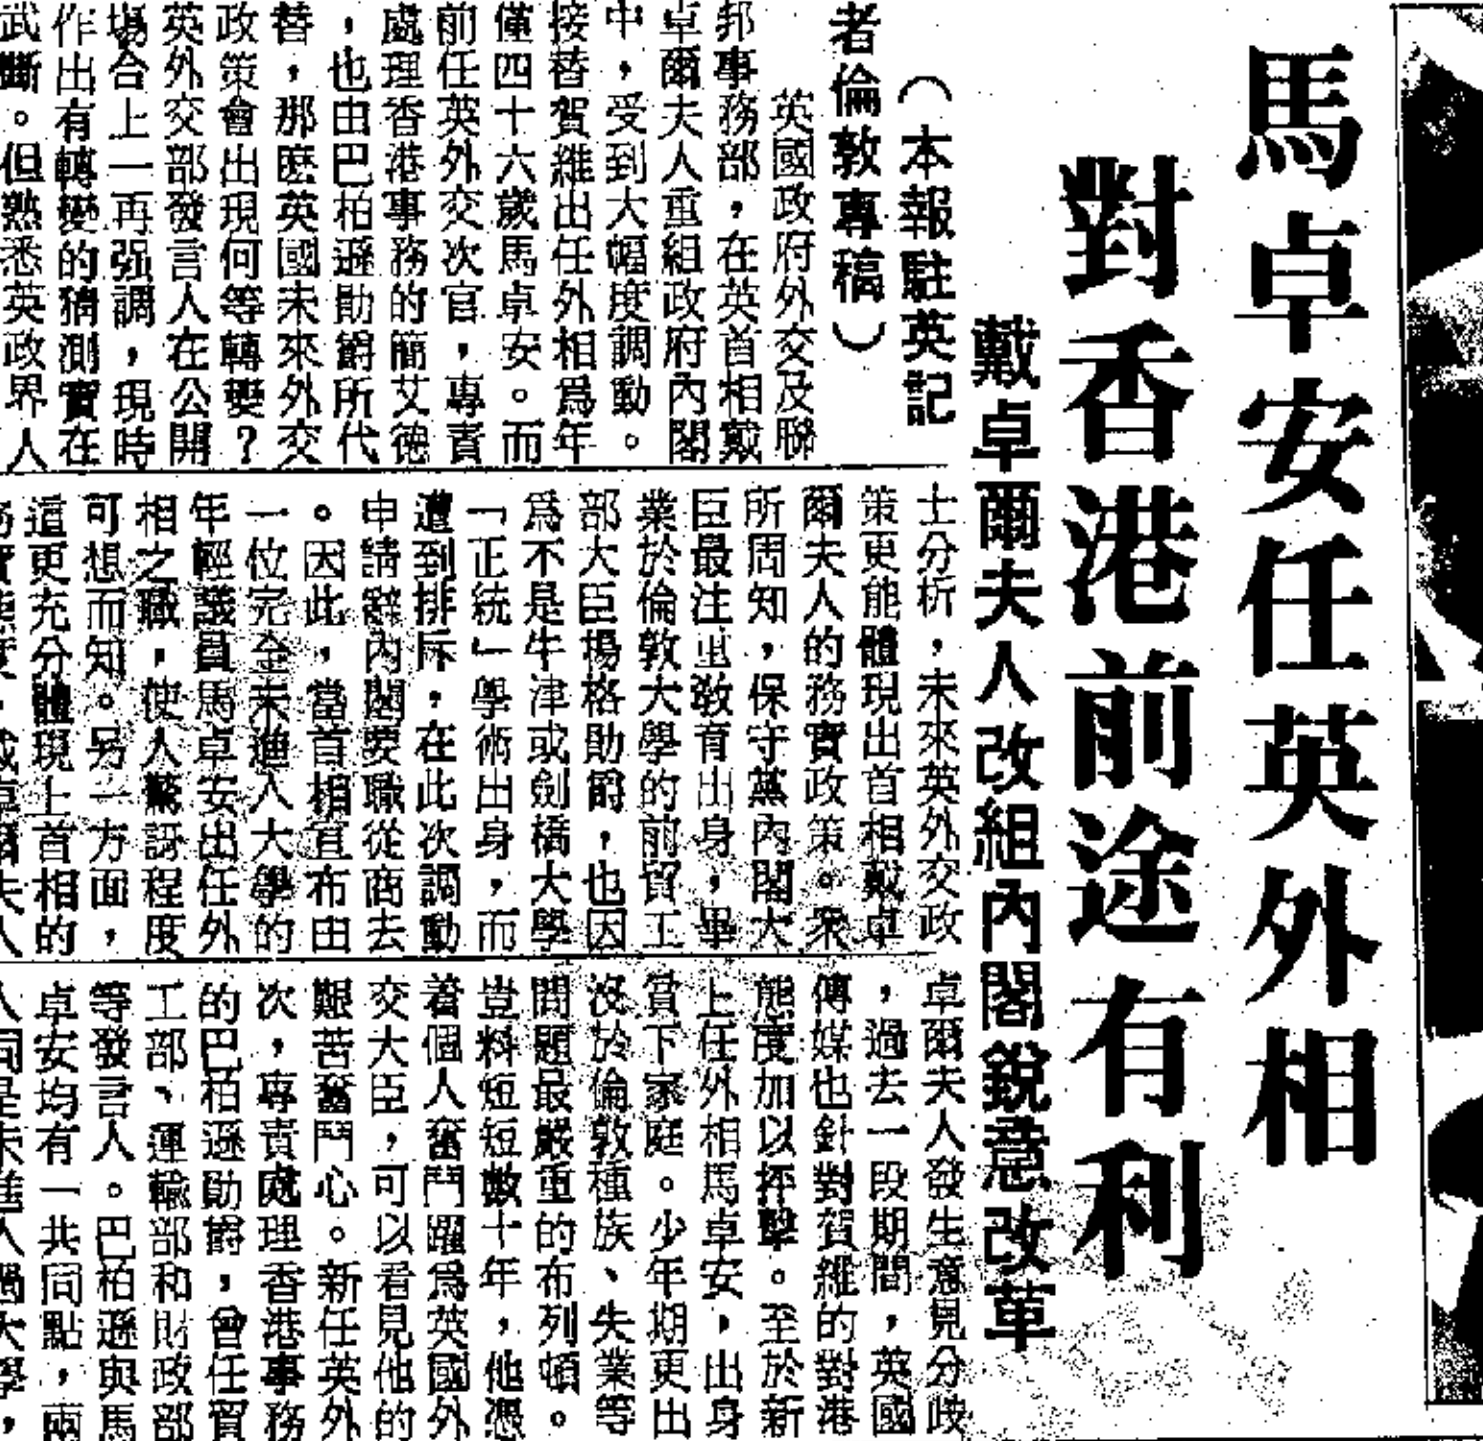 馬卓安任英外相
對香港前途有利
戴卓爾夫人改組內閣銳意改革
（本報駐英記
者倫敦專稿）
英國政府外交及聯
邦事務部，在英首相戴
卓爾夫人重組政府內閣
中，受到大幅度調動。
接替賀維出任外相爲年
僅四十六歲馬卓安。而
前任英外交次官，專責
處理香港事務的簡艾德
，也由巴柏遜勛爵所代
替，那麽英國未來外交
政策會出現何等轉變？
英外交部發言人在公開
場合上一再强調，現時
作出有轉變的猜測實在
武斷。但熟悉英政界人
士分析，未來英外交政
策更能體現出首相戴卓
爾夫人的務實政策。衆
所周知，保守黨內閣大
臣最注重敎育出身，畢
業於倫敦大學的前貿工
部大臣揚格勛爵，也因
爲不是牛津或劍橋大學
「正統」學術出身，而
遭到排斥，在此次調動
申請辭內閣要職從商去
。因此，當首相宣布由
一位完全未進入大學的
年輕議員馬卓安出任外
相之職，使人驚訝程度
可想而知。另一方面，
這更充分體現上首相的
卓爾夫人發生意見分歧
，過去一段期間，英國
傳媒也針對賀維的對港
態度加以抨擊。至於新
上任外相馬卓安，出身
貧下家庭。少年期更出
沒於倫敦種族、失業等
問題最嚴重的布列頓。
豈料短短數十年，他憑
着個人奮鬥躍爲英國外
交大臣，可以看見他的
艱苦奮鬥心。新任英外
次，專責處理香港事務
的巴柏遜勛爵，曾任貿
工部、運輸部和財政部
等發言人。巴柏遜與馬
卓安均有一共同點，兩
人同是未進入過大學，